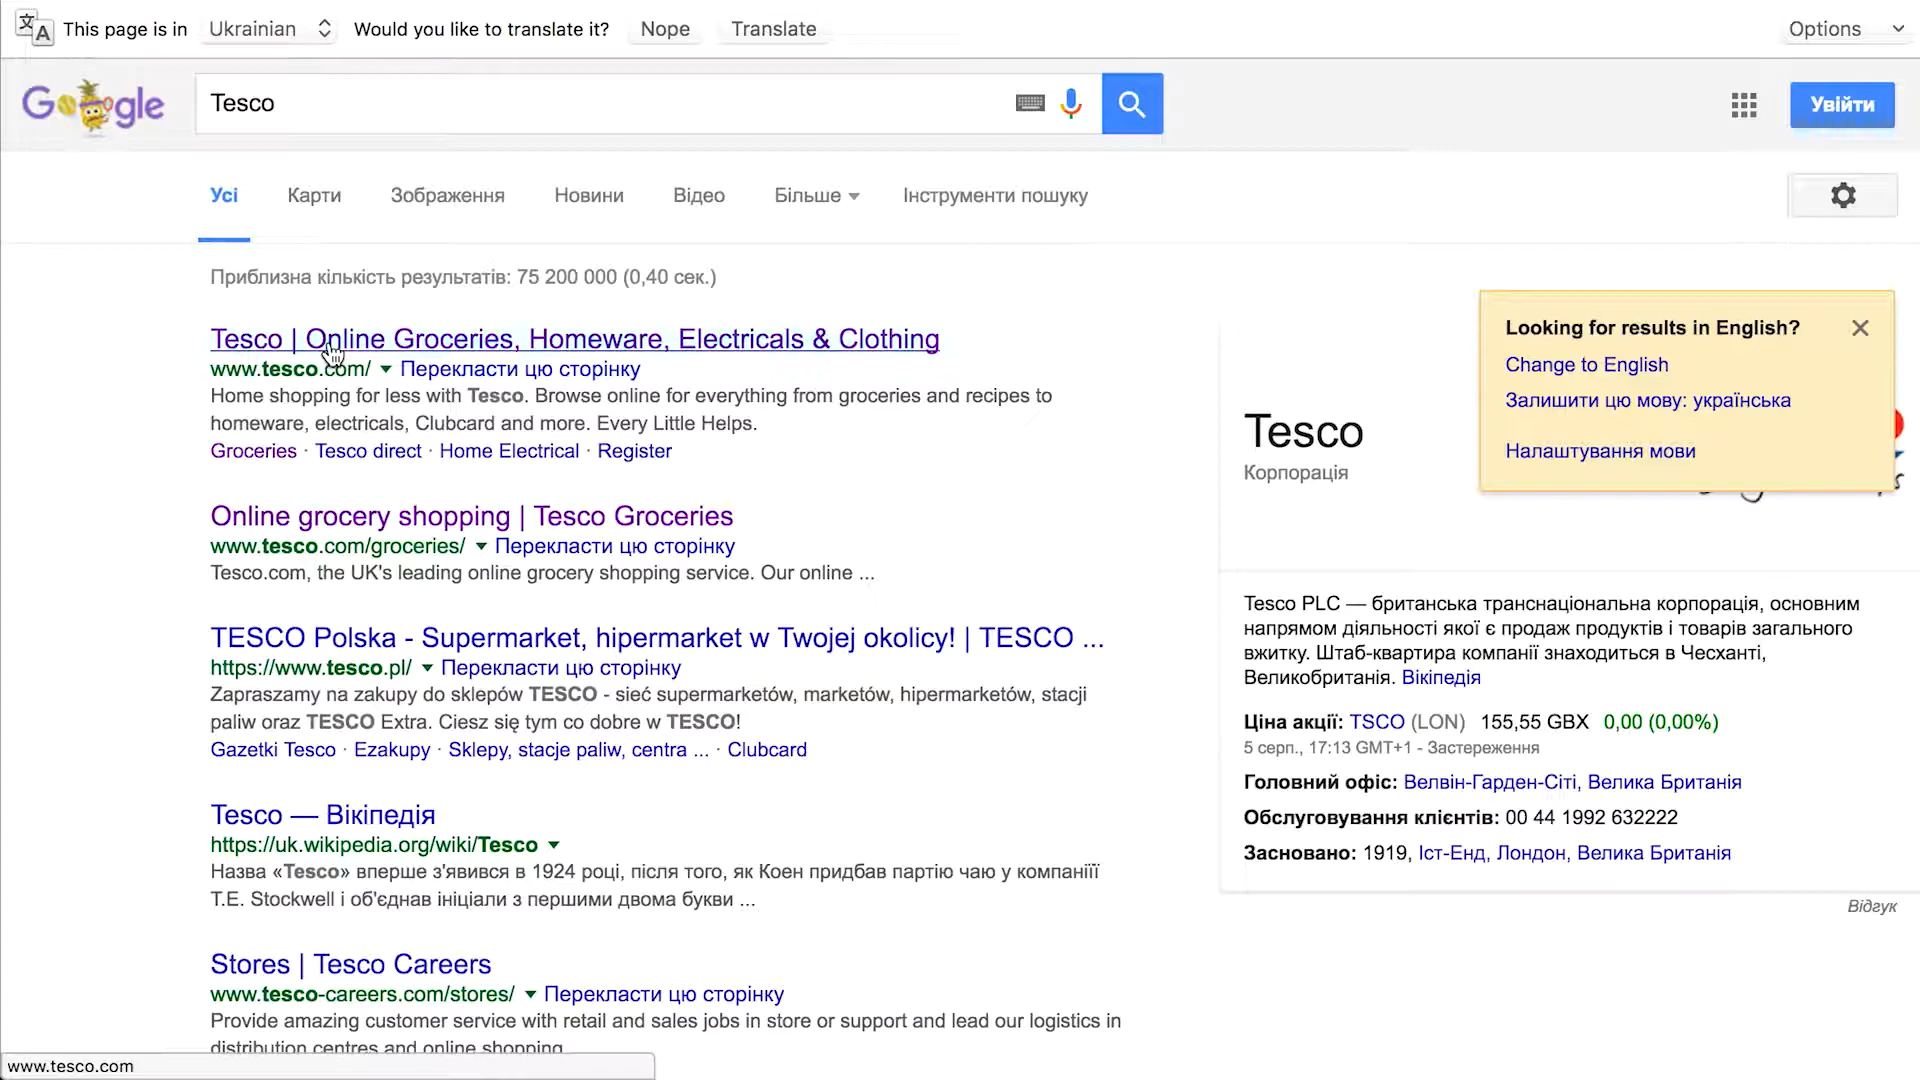 This page is in Ukrainian Would you like to translate it? Nope Translate Options
Google Tesco Увійти
Усі Карти Зображення Новини Відео Більше Інструменти пошуку
Приблизна кількість результатів: 75 200 000 (0,40 сек.)
Tesco | Online Groceries, Homeware, Electricals & Clothing
www.tesco.com/ Перекласти цю сторінку
Home shopping for less with Tesco. Browse online for everything from groceries and recipes to
homeware, electricals, Clubcard and more. Every Little Helps.
Groceries · Tesco direct · Home Electrical · Register
Online grocery shopping | Tesco Groceries
www.tesco.com/groceries/ Перекласти цю сторінку
Tesco.com, the UK's leading online grocery shopping service. Our online ...
TESCO Polska - Supermarket, hipermarket w Twojej okolicy! | TESCO ...
https://www.tesco.pl/ Перекласти цю сторінку
Zapraszamy na zakupy do sklepów TESCO - sieć supermarketów, marketów, hipermarketów, stacji
paliw oraz TESCO Extra. Ciesz się tym co dobre w TESCO!
Gazetki Tesco · Ezakupy · Sklepy, stacje paliw, centra ... · Clubcard
Tesco — Вікіпедія
https://uk.wikipedia.org/wiki/Tesco
Назва «Tesco» вперше з'явився в 1924 році, після того, як Коен придбав партію чаю у компаніїї
T.E. Stockwell і об'єднав ініціали з першими двома букви ...
Stores | Tesco Careers
www.tesco-careers.com/stores/ Перекласти цю сторінку
Provide amazing customer service with retail and sales jobs in store or support and lead our logistics in
distribution centres and online shopping.
www.tesco.com
Looking for results in English?
Change to English
Залишити цю мову: українська
Налаштування мови
Tesco
Корпорація
Tesco PLC — британська транснаціональна корпорація, основним
напрямом діяльності якої є продаж продуктів і товарів загального
вжитку. Штаб-квартира компанії знаходиться в Чесханті,
Великобританія. Вікіпедія
Ціна акції: TSCO (LON) 155,55 GBX 0,00 (0,00%)
5 серп., 17:13 GMT+1 - Застереження
Головний офіс: Велвін-Гарден-Сіті, Велика Британія
Обслуговування клієнтів: 00 44 1992 632222
Засновано: 1919, Іст-Енд, Лондон, Велика Британія
Відгук